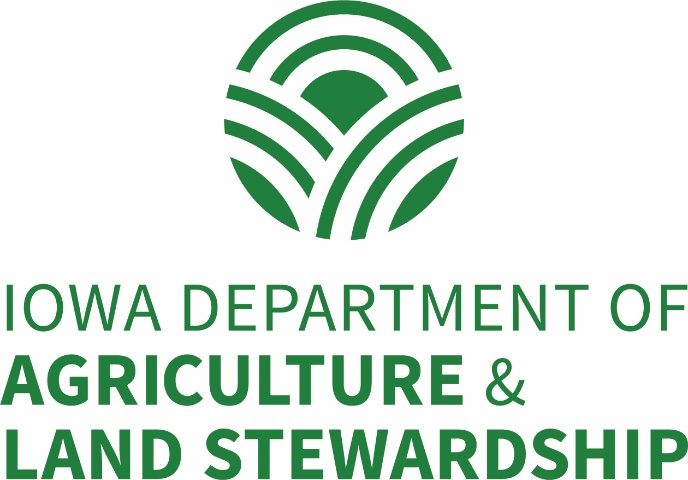 IOWA DEPARTMENT OF
AGRICULTURE &
LAND STEWARDSHIP